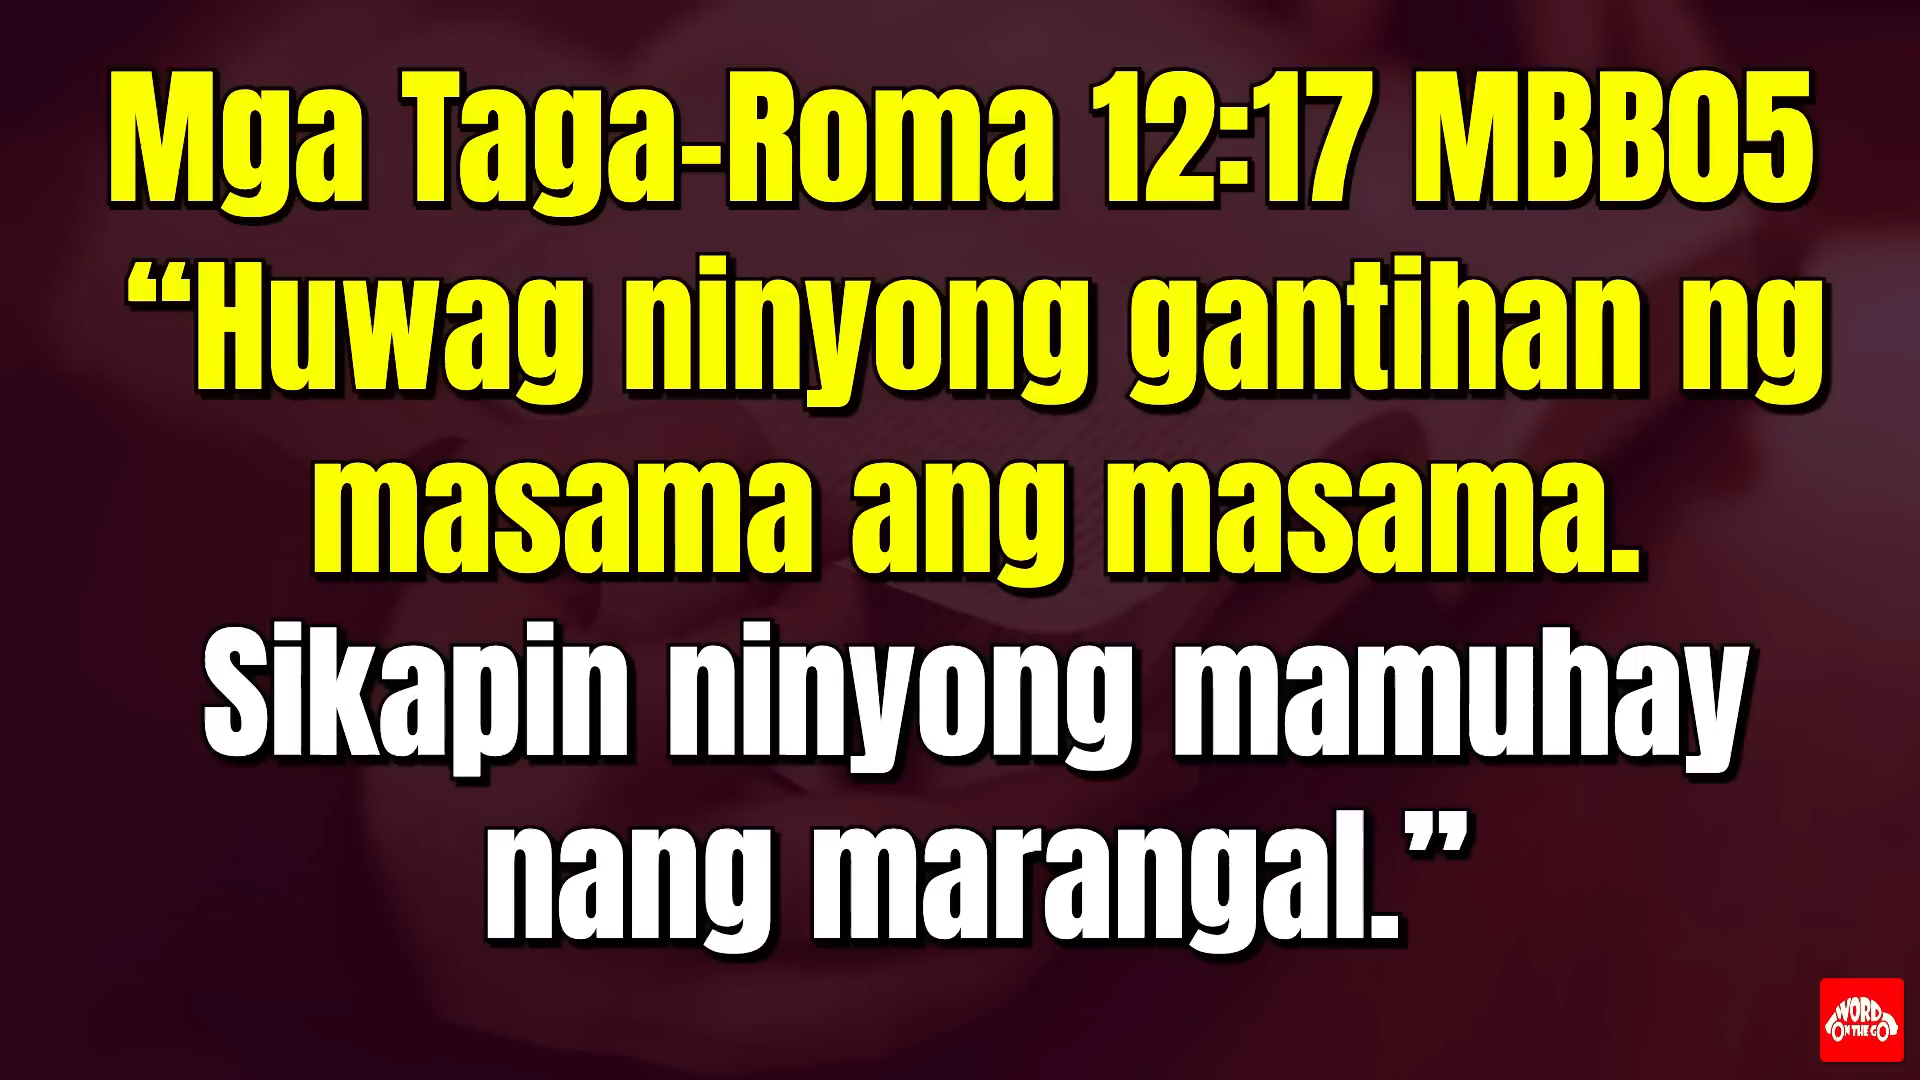 Mga Taga-Roma 12:17 MBB05
“Huwag ninyong gantihan ng
masama ang masama.
Sikapin ninyong mamuhay
nang marangal.”
WORD
ON THE GO